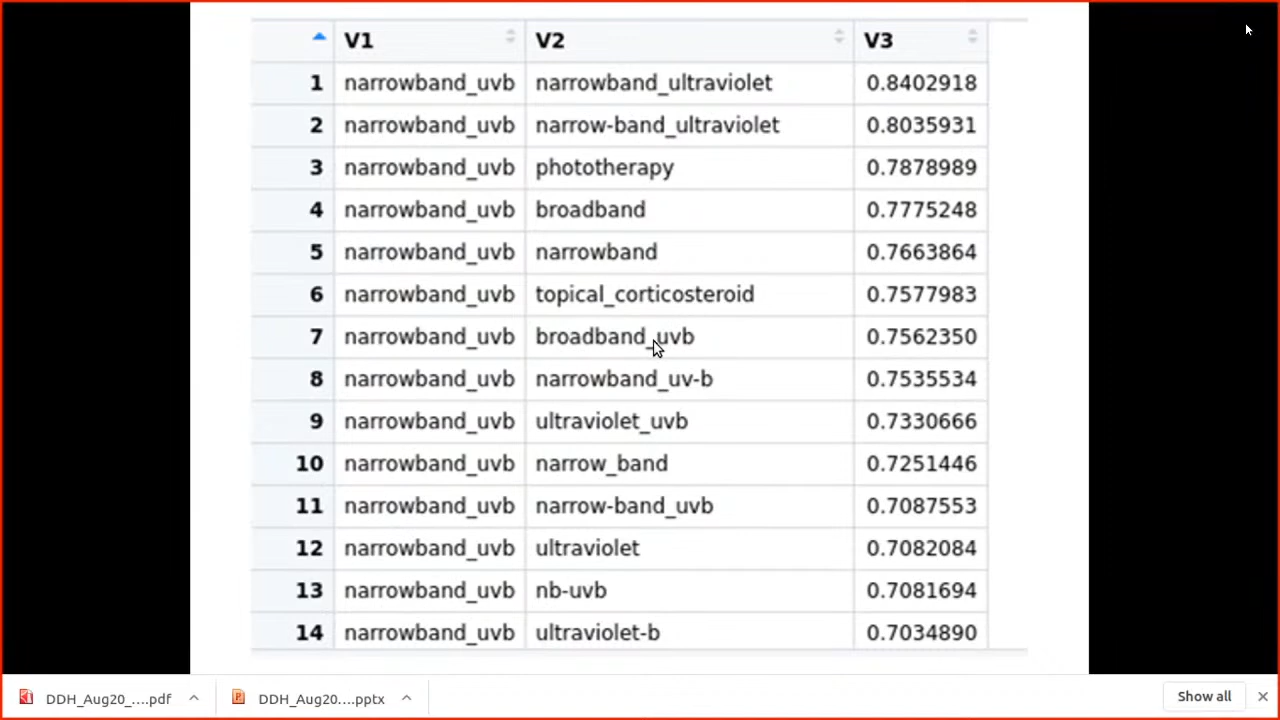 V1 V2 V3
1 narrowband_uvb narrowband_ultraviolet 0.8402918
2 narrowband_uvb narrow-band_ultraviolet 0.8035931
3 narrowband_uvb phototherapy 0.7878989
4 narrowband_uvb broadband 0.7775248
5 narrowband_uvb narrowband 0.7663864
6 narrowband_uvb topical_corticosteroid 0.7577983
7 narrowband_uvb broadband_uvb 0.7562350
8 narrowband_uvb narrowband_uv-b 0.7535534
9 narrowband_uvb ultraviolet_uvb 0.7330666
10 narrowband_uvb narrow_band 0.7251446
11 narrowband_uvb narrow-band_uvb 0.7087553
12 narrowband_uvb ultraviolet 0.7082084
13 narrowband_uvb nb-uvb 0.7081694
14 narrowband_uvb ultraviolet-b 0.7034890
DDH_Aug20_....pdf DDH_Aug20....pptx Show all